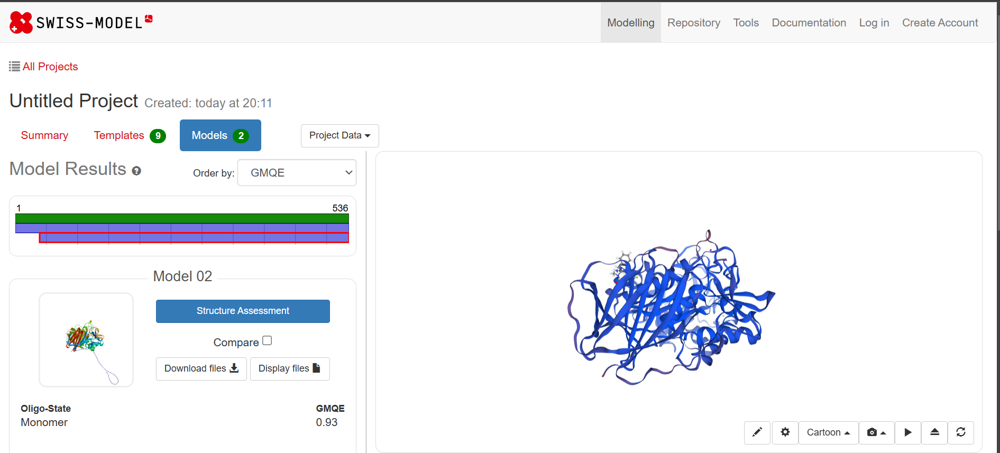 SWISS-MODEL
Modelling Repository Tools Documentation Log in Create Account
All Projects
Untitled Project Created: today at 20:11
Summary Templates 9 Models 2 Project Data
Model Results ? Order by: GMQE
1 536
Model 02
Structure Assessment
Compare
Download files Display files
Oligo-State GMQE
Monomer 0.93
Cartoon